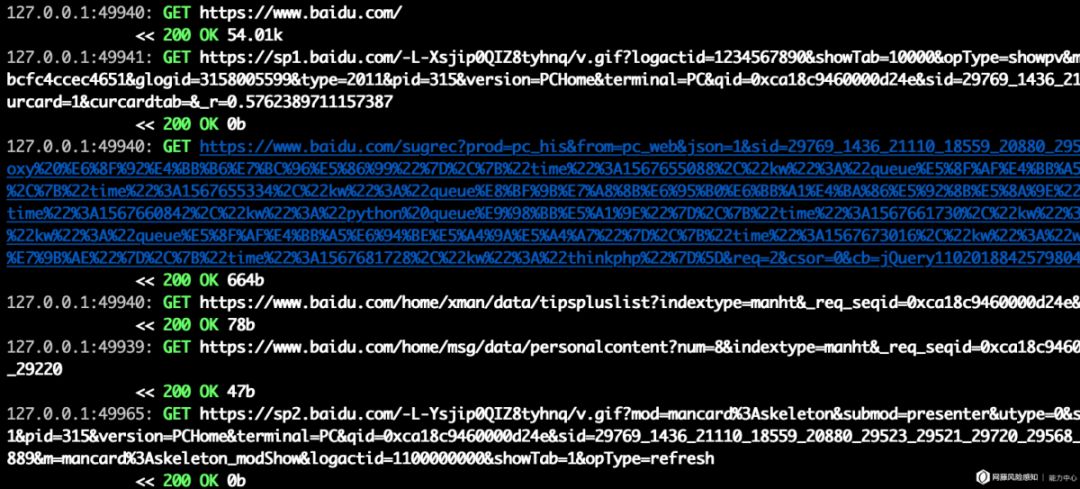 127.0.0.1:49940: GET https://www.baidu.com/
<< 200 OK 54.01k
127.0.0.1:49941: GET https://sp1.baidu.com/-L-Xsjip0QIZ8tyhnq/v.gif?logactid=1234567890&showTab=10000&opType=showpv&m
bcfc4ccec4651&glogid=3158005599&type=2011&pid=315&version=PCHome&terminal=PC&qid=0xca18c9460000d24e&sid=29769_1436_21
urcard=1&curcardtab=&_r=0.5762389711157387
<< 200 OK 0b
127.0.0.1:49940: GET https://www.baidu.com/sugrec?prod=pc_his&from=pc_web&json=1&sid=29769_1436_21110_18559_20880_295
oxy%20%E6%8F%92%E4%BB%B6%E7%BC%96%E5%86%99%22%7D%2C%7B%22time%22%3A1567655088%2C%22kw%22%3A%22queue%E5%8F%AF%E4%BB%A5
%2C%7B%22time%22%3A1567655334%2C%22kw%22%3A%22queue%E8%BF%9B%E7%A8%8B%E6%95%B0%E6%BB%A1%E4%BA%86%E5%92%8B%E5%8A%9E%22
time%22%3A1567660842%2C%22kw%22%3A%22python%20queue%E9%98%BB%E5%A1%9E%22%7D%2C%7B%22time%22%3A1567661730%2C%22kw%22%3
%22kw%22%3A%22queue%E5%8F%AF%E4%BB%A5%E6%94%BE%E5%A4%9A%E5%A4%A7%22%7D%2C%7B%22time%22%3A1567673016%2C%22kw%22%3A%22w
%E7%9B%AE%22%7D%2C%7B%22time%22%3A1567681728%2C%22kw%22%3A%22thinkphp%22%7D%5D&req=2&csor=0&cb=jQuery1102018842579804
<< 200 OK 664b
127.0.0.1:49940: GET https://www.baidu.com/home/xman/data/tipspluslist?indextype=manht&_req_seqid=0xca18c9460000d24e&
<< 200 OK 78b
127.0.0.1:49939: GET https://www.baidu.com/home/msg/data/personalcontent?num=8&indextype=manht&_req_seqid=0xca18c9460
_29220
<< 200 OK 47b
127.0.0.1:49965: GET https://sp2.baidu.com/-L-Ysjip0QIZ8tyhnq/v.gif?mod=mancard%3Askeleton&submod=presenter&utype=0&s
1&pid=315&version=PCHome&terminal=PC&qid=0xca18c9460000d24e&sid=29769_1436_21110_18559_20880_29523_29521_29720_29568_
889&m=mancard%3Askeleton_modShow&logactid=1100000000&showTab=1&opType=refresh
<< 200 OK 0b
网藤风险感知 | 能力中心